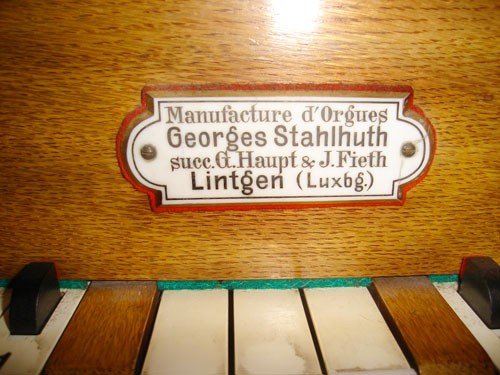 Manufacture d'Orgues
Georges Stahlhuth
succ. G. Haupt & J. Fieth
Lintgen (Luxbg.)